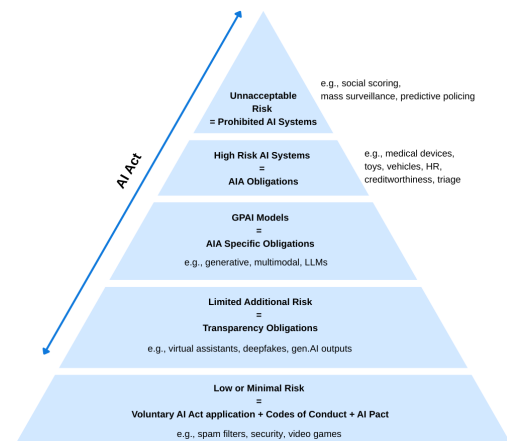 AI Act
Unnacceptable
Risk
= Prohibited AI Systems
e.g., social scoring,
mass surveillance, predictive policing
High Risk AI Systems
=
AIA Obligations
e.g., medical devices,
toys, vehicles, HR,
creditworthiness, triage
GPAI Models
=
AIA Specific Obligations
e.g., generative, multimodal, LLMs
Limited Additional Risk
=
Transparency Obligations
e.g., virtual assistants, deepfakes, gen.AI outputs
Low or Minimal Risk
=
Voluntary AI Act application + Codes of Conduct + AI Pact
e.g., spam filters, security, video games